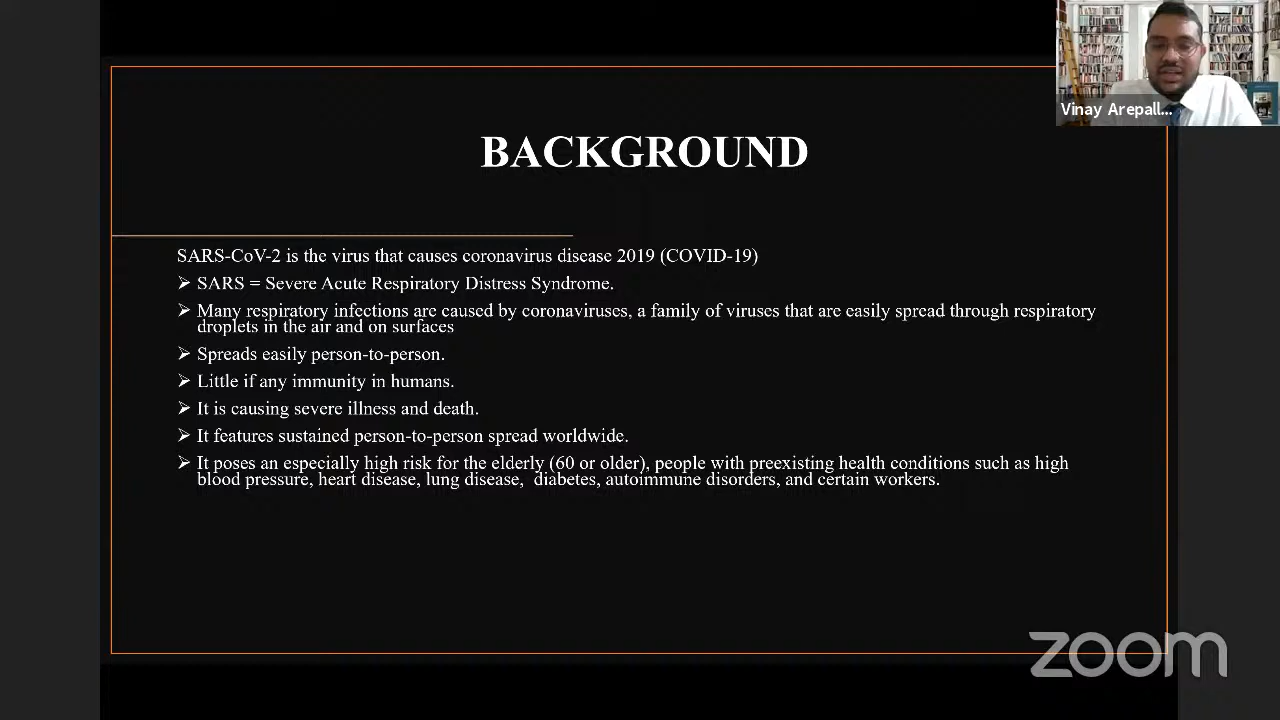 Vinay Arepall...
BACKGROUND
SARS-CoV-2 is the virus that causes coronavirus disease 2019 (COVID-19)
➢ SARS = Severe Acute Respiratory Distress Syndrome.
➢ Many respiratory infections are caused by coronaviruses, a family of viruses that are easily spread through respiratory
droplets in the air and on surfaces
➢ Spreads easily person-to-person.
➢ Little if any immunity in humans.
➢ It is causing severe illness and death.
➢ It features sustained person-to-person spread worldwide.
➢ It poses an especially high risk for the elderly (60 or older), people with preexisting health conditions such as high
blood pressure, heart disease, lung disease,  diabetes, autoimmune disorders, and certain workers.
zoom